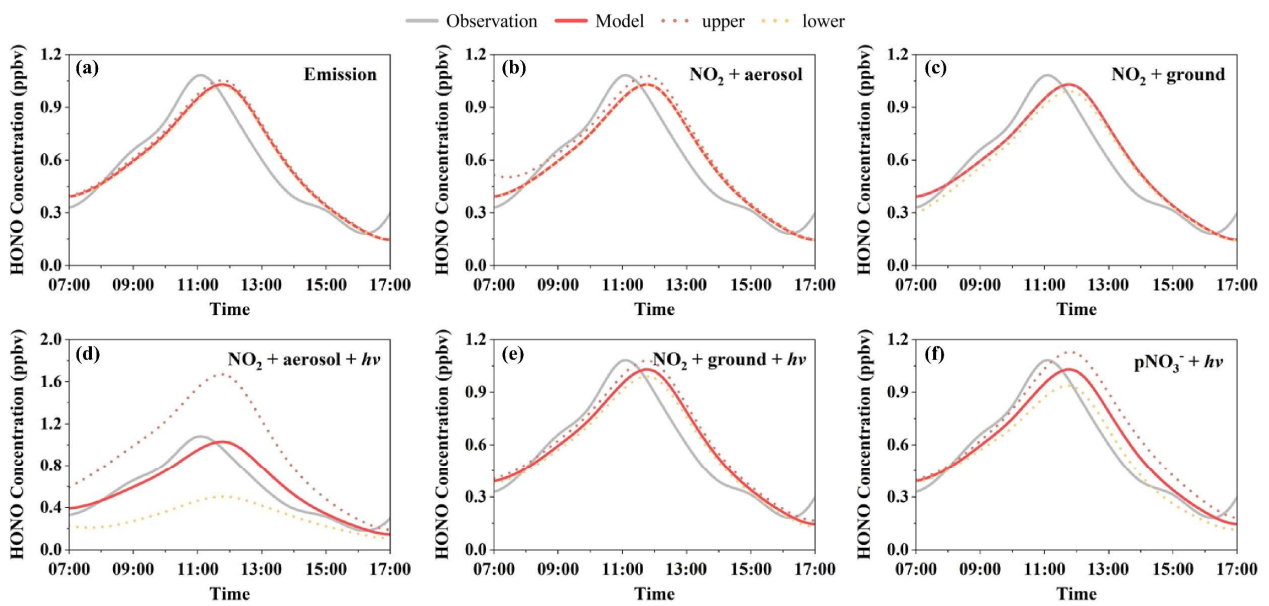 Observation Model upper lower
(a) Emission
HONO Concentration (ppbv)
1.2
0.9
0.6
0.3
0.0
07:00 09:00 11:00 13:00 15:00 17:00
Time
(b) NO₂ + aerosol
HONO Concentration (ppbv)
1.2
0.9
0.6
0.3
0.0
07:00 09:00 11:00 13:00 15:00 17:00
Time
(c) NO₂ + ground
HONO Concentration (ppbv)
1.2
0.9
0.6
0.3
0.0
07:00 09:00 11:00 13:00 15:00 17:00
Time
(d) NO₂ + aerosol + hν
HONO Concentration (ppbv)
2.0
1.6
1.2
0.8
0.4
0.0
07:00 09:00 11:00 13:00 15:00 17:00
Time
(e) NO₂ + ground + hν
HONO Concentration (ppbv)
1.2
0.9
0.6
0.3
0.0
07:00 09:00 11:00 13:00 15:00 17:00
Time
(f) pNO₃⁻ + hν
HONO Concentration (ppbv)
1.2
0.9
0.6
0.3
0.0
07:00 09:00 11:00 13:00 15:00 17:00
Time